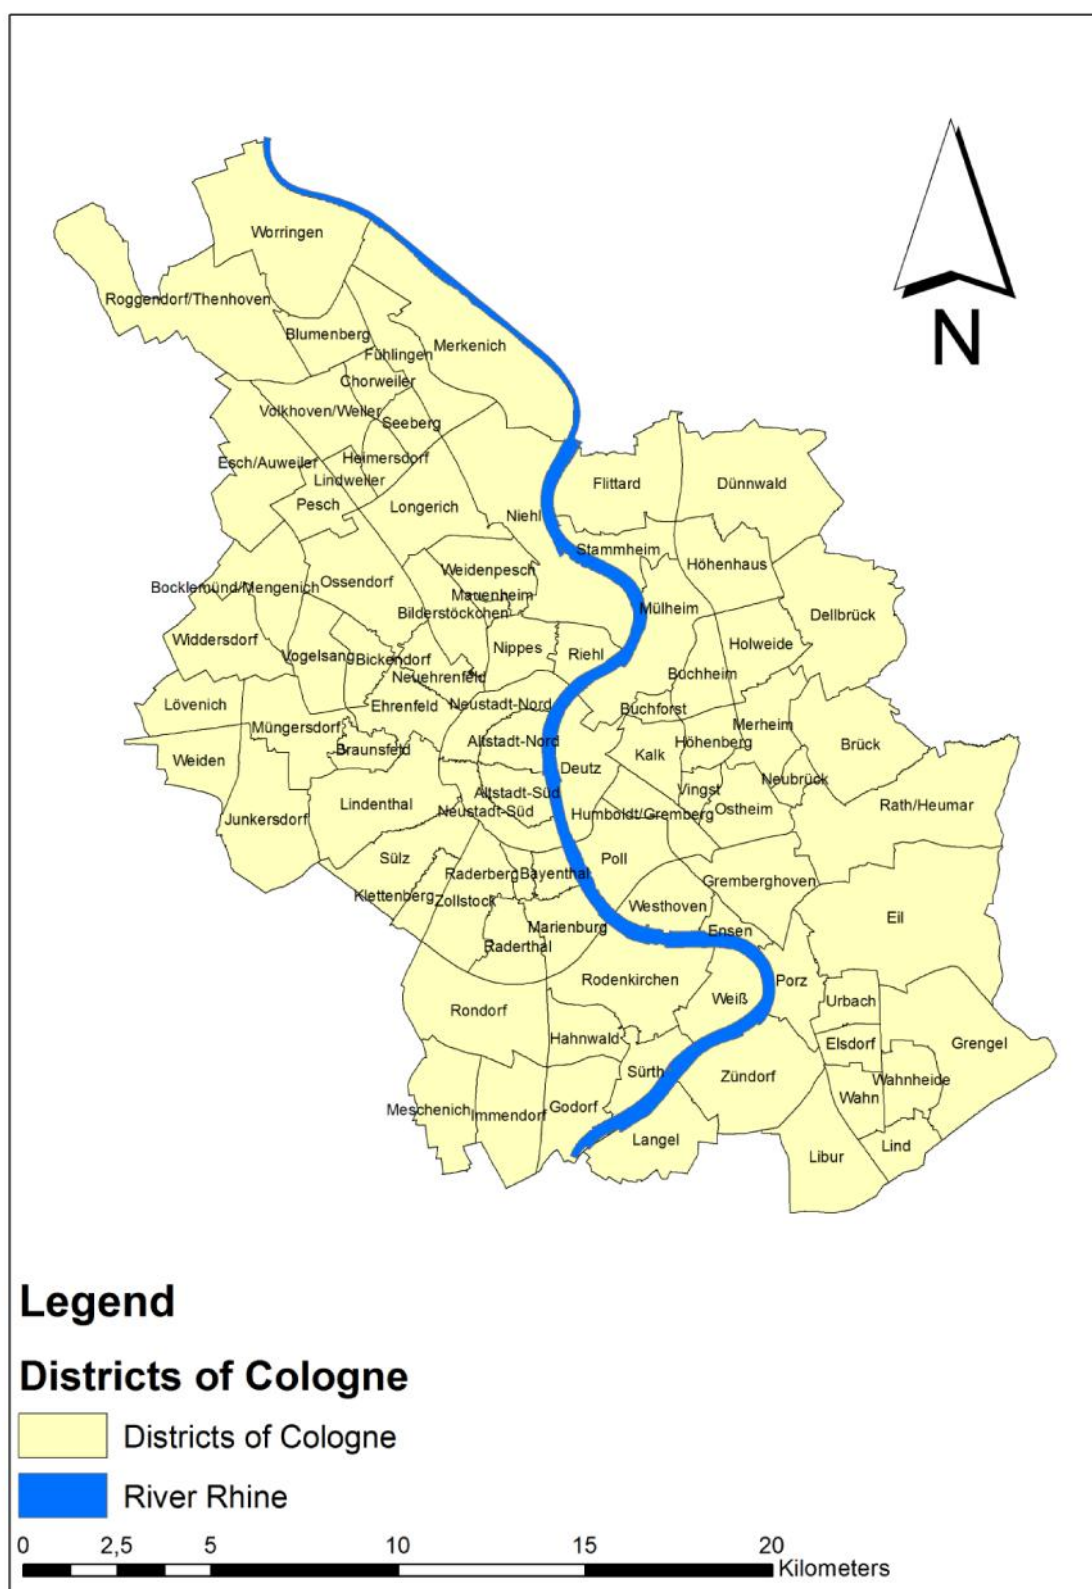 N
Worringen
Roggendorf/Thenhoven
Blumenberg
Merkenich
Fühlingen
Chorweiler
Volkhoven/Weiler
Seeberg
Heimersdorf
Esch/Auweiler
Lindweiler
Pesch
Longerich
Niehl
Flittard
Dünnwald
Stammheim
Höhenhaus
Weidenpesch
Ossendorf
Bocklemünd/Mengenich
Mauenheim
Bilderstöckchen
Mülheim
Dellbrück
Widdersdorf
Vogelsang
Bickendorf
Nippes
Riehl
Holweide
Neuehrenfeld
Buchheim
Lövenich
Ehrenfeld
Neustadt-Nord
Buchforst
Müngersdorf
Merheim
Braunsfeld
Altstadt-Nord
Höhenberg
Brück
Weiden
Kalk
Deutz
Neubrück
Vingst
Altstadt-Süd
Lindenthal
Neustadt-Süd
Humboldt/Gremberg
Ostheim
Rath/Heumar
Junkersdorf
Sülz
Poll
Raderberg
Bayenthal
Gremberghoven
Klettenberg
Zollstock
Westhoven
Eil
Marienburg
Ensen
Raderthal
Rodenkirchen
Porz
Weiß
Urbach
Rondorf
Hahnwald
Elsdorf
Grengel
Sürth
Zündorf
Wahnheide
Wahn
Meschenich
Immendorf
Godorf
Langel
Lind
Libur
Legend
Districts of Cologne
Districts of Cologne
River Rhine
0 2,5 5 10 15 20
Kilometers